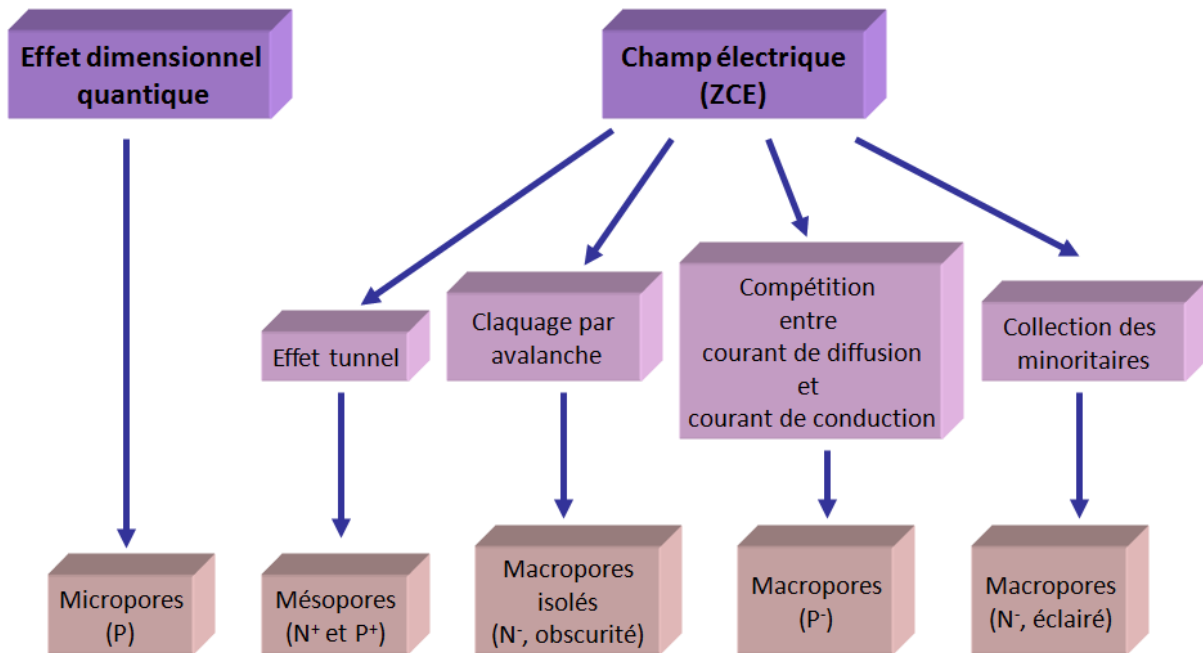 Effet dimensionnel
quantique
Champ électrique
(ZCE)
Effet tunnel
Claquage par
avalanche
Compétition
entre
courant de diffusion
et
courant de conduction
Collection des
minoritaires
Micropores
(P)
Mésopores
(N⁺ et P⁺)
Macropores
isolés
(N⁻, obscurité)
Macropores
(P⁻)
Macropores
(N⁻, éclairé)